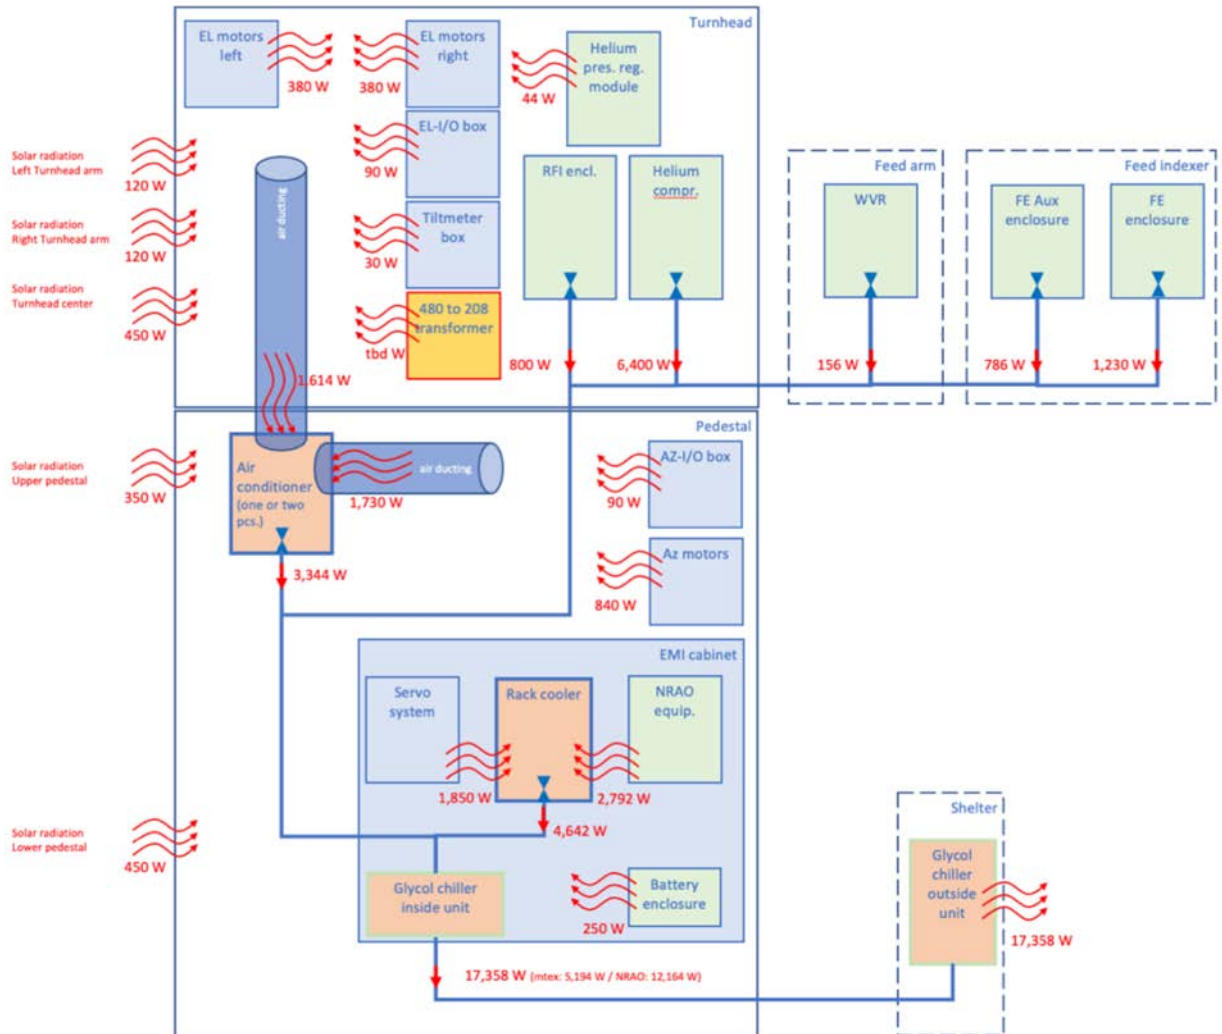 Turnhead
EL motors
left
380 W
EL motors
right
380 W
Helium
pres. reg.
module
44 W
EL-I/O box
90 W
Tiltmeter
box
30 W
480 to 208
transformer
tbd W
RFI encl.
800 W
Helium
compr.
6,400 W
Feed arm
WVR
156 W
Feed indexer
FE Aux
enclosure
786 W
FE
enclosure
1,230 W
Solar radiation
Left Turnhead arm
120 W
Solar radiation
Right Turnhead arm
120 W
Solar radiation
Turnhead center
450 W
air ducting
1.614 W
Pedestal
Solar radiation
Upper pedestal
350 W
Air
conditioner
(one or two
pcs.)
air ducting
1,730 W
3,344 W
AZ-I/O box
90 W
Az motors
840 W
EMI cabinet
Servo
system
1,850 W
Rack cooler
4,642 W
NRAO
equip.
2,792 W
Solar radiation
Lower pedestal
450 W
Glycol chiller
inside unit
Battery
enclosure
250 W
17,358 W (mtex: 5,194 W / NRAO: 12,164 W)
Shelter
Glycol
chiller
outside
unit
17,358 W